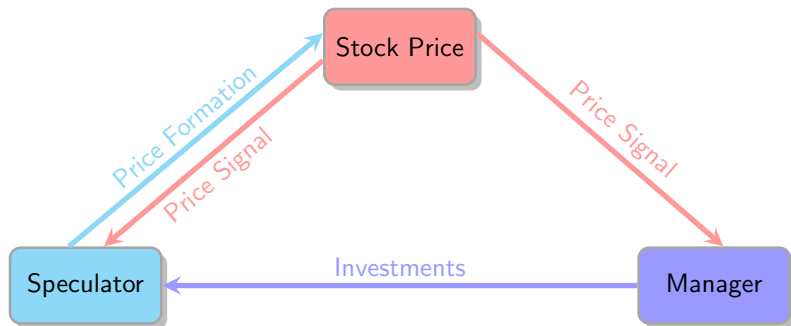 Stock Price
Price Formation
Price Signal
Price Signal
Investments
Speculator
Manager